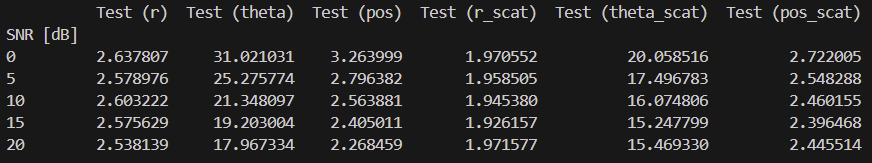 Test (r) Test (theta) Test (pos) Test (r_scat) Test (theta_scat) Test (pos_scat)
SNR [dB]
0 2.637807 31.021031 3.263999 1.970552 20.058516 2.722005
5 2.578976 25.275774 2.796382 1.958505 17.496783 2.548288
10 2.603222 21.348097 2.563881 1.945380 16.074806 2.460155
15 2.575629 19.203004 2.405011 1.926157 15.247799 2.396468
20 2.538139 17.967334 2.268459 1.971577 15.469330 2.445514